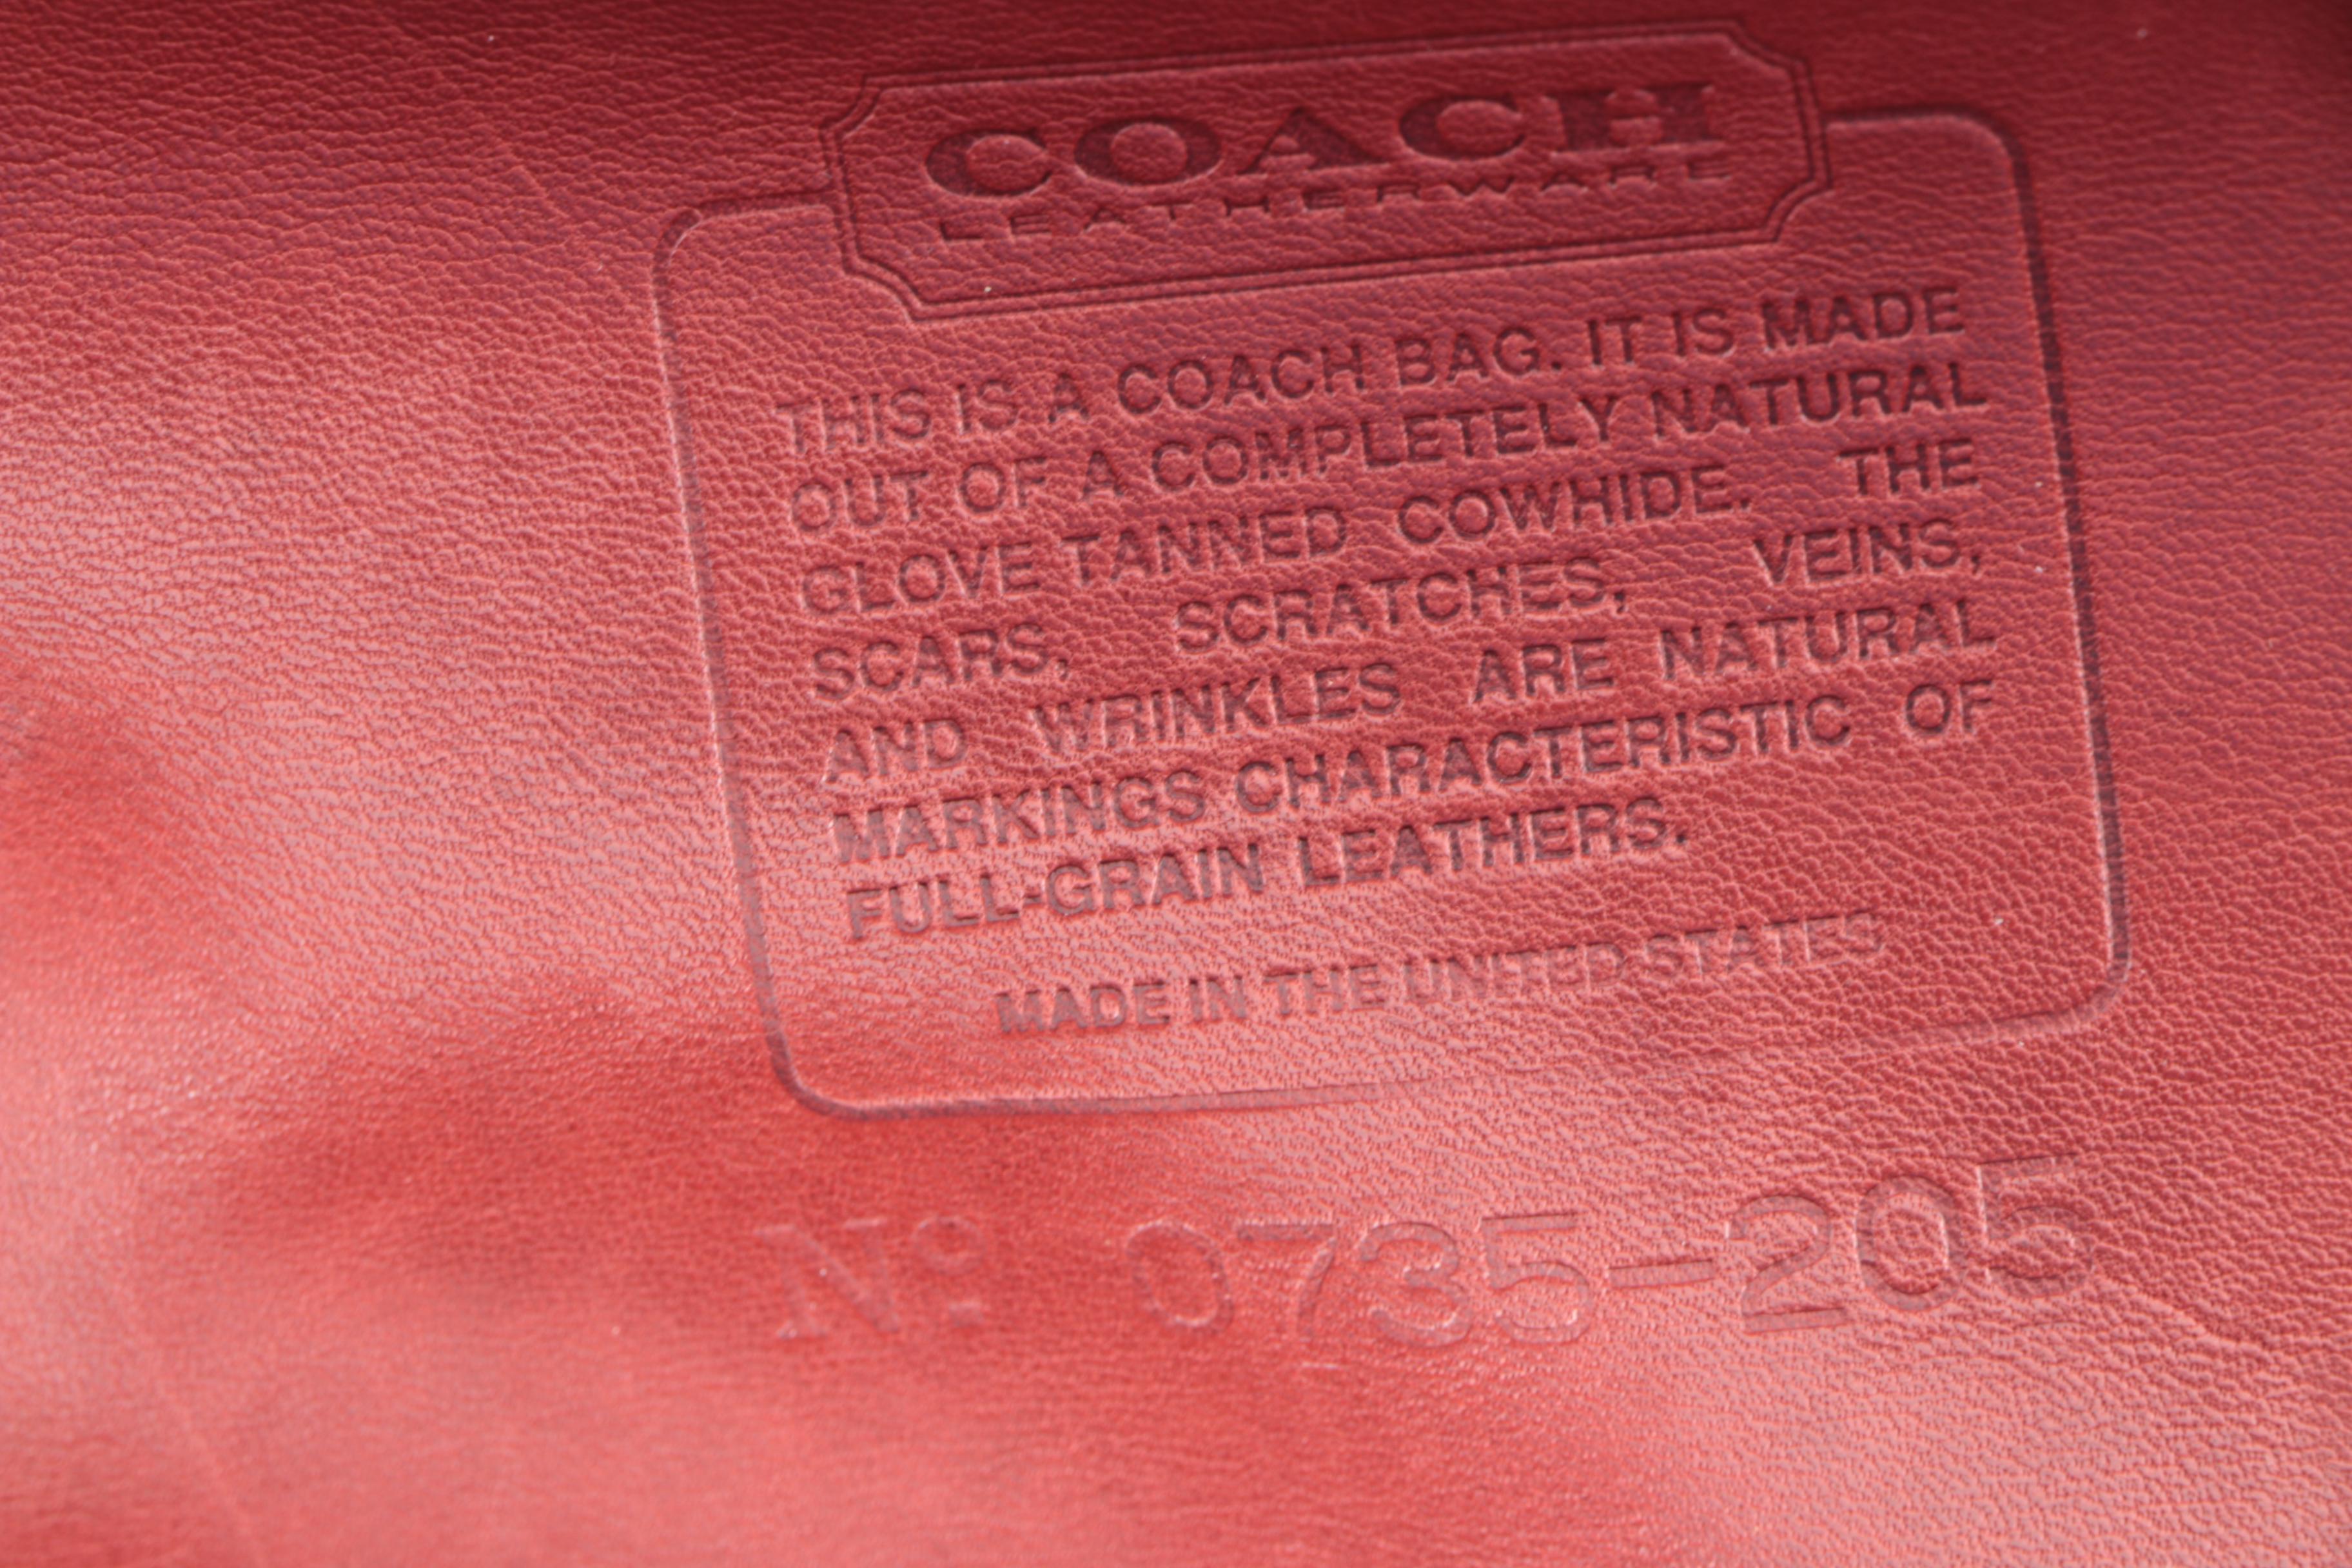 COACH
LEATHERWARE
THIS IS A COACH BAG. IT IS MADE
OUT OF A COMPLETELY NATURAL
GLOVE TANNED COWHIDE. THE
SCARS, SCRATCHES, VEINS,
AND WRINKLES ARE NATURAL
MARKINGS CHARACTERISTIC OF
FULL-GRAIN LEATHERS.
MADE IN THE UNITED STATES
Nº 0735-205